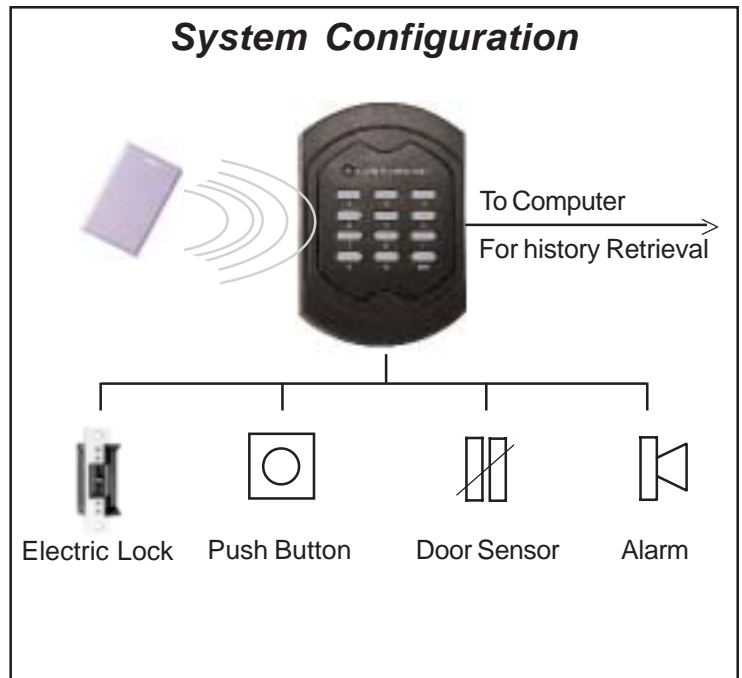 System Configuration
To Computer
For history Retrieval
Electric Lock
Push Button
Door Sensor
Alarm